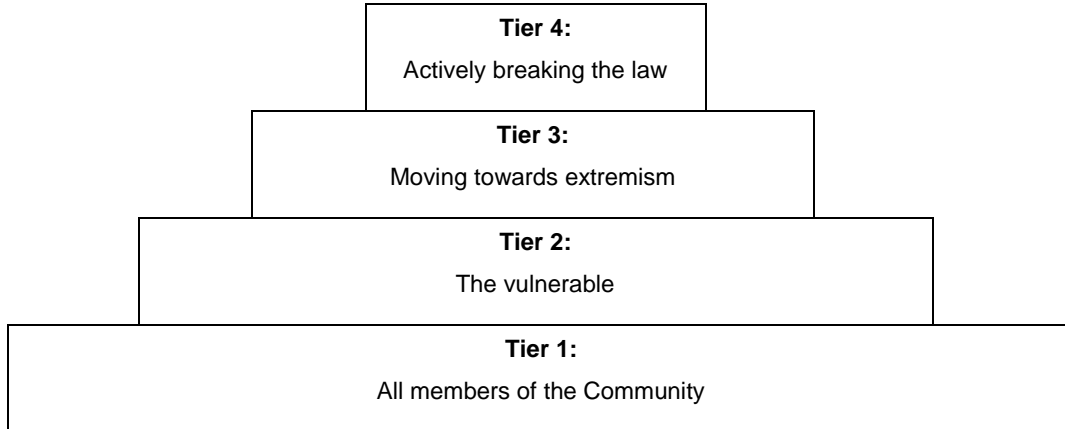 Tier 4:
Actively breaking the law
Tier 3:
Moving towards extremism
Tier 2:
The vulnerable
Tier 1:
All members of the Community